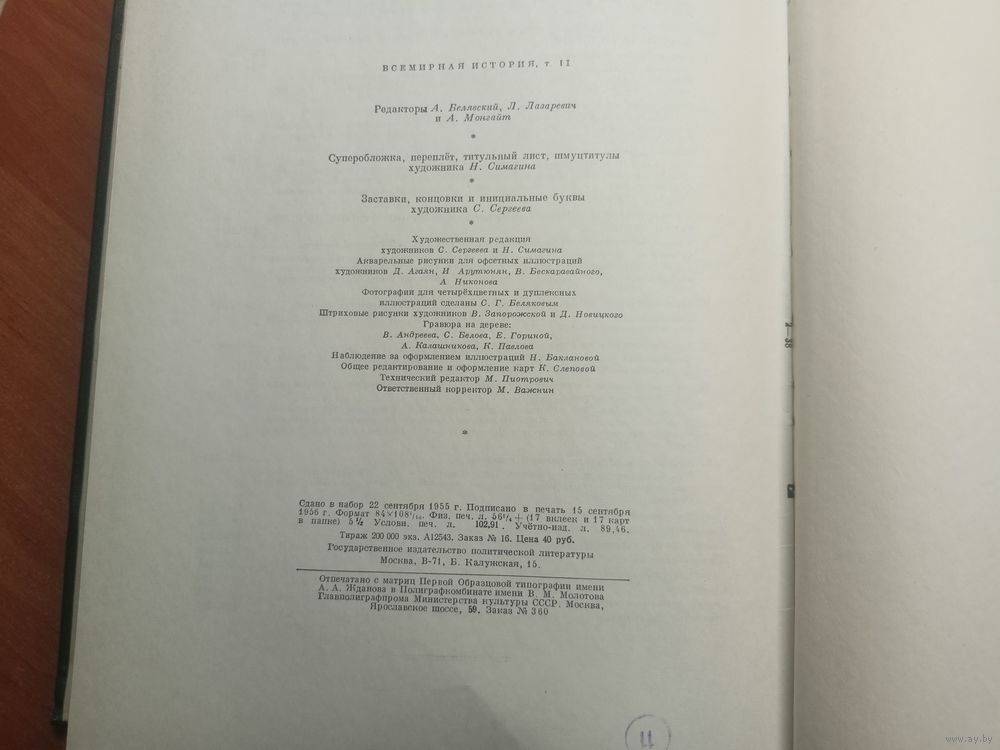 ВСЕМИРНАЯ ИСТОРИЯ, т II
Редакторы А. Белявский, Л. Лазаревич
и А. Монгайт
*
Суперобложка, переплёт, титульный лист, шмуцтитулы
художника Н. Симагина
*
Заставки, концовки и инициальные буквы
художника С. Сергеева
*
Художественная редакция
художников С. Сергеева и Н. Симагина
Акварельные рисунки для офсетных иллюстраций
художников Д. Агаян, И Арутюнян, В. Бескаравайного,
А Никонова
Фотографии для четырёхцветных и дуплексных
иллюстраций сделаны С. Г. Беляковым
Штриховые рисунки художников В. Запорожской и Д. Новицкого
Гравюра на дереве:
В. Андреева, С. Белова, Е. Гориной,
А. Калашникова, К. Павлова
Наблюдение за оформлением иллюстраций Н. Баклановой
Общее редактирование и оформление карт К. Слеповой
Технический редактор М. Пиотрович
Ответственный корректор М. Важнин
*
Сдано в набор 22 сентября 1955 г. Подписано в печать 15 сентября
1956 г. Формат 84×108¹/₁₆. Физ. печ. л. 56¹/₄ + (17 вклеек и 17 карт
в папке) 5½ Условн. печ. л. 102,91. Учётно-изд. л. 89,46.
Тираж 200 000 экз. А12543. Заказ № 16. Цена 40 руб.
Государственное издательство политической литературы
Москва, В-71, Б. Калужская, 15.
Отпечатано с матриц Первой Образцовой типографии имени
А. А. Жданова в Полиграфкомбинате имени В. М. Молотова
Главполиграфпрома Министерства культуры СССР. Москва,
Ярославское шоссе, 59. Заказ № 360
11
2—38
www.ay.by